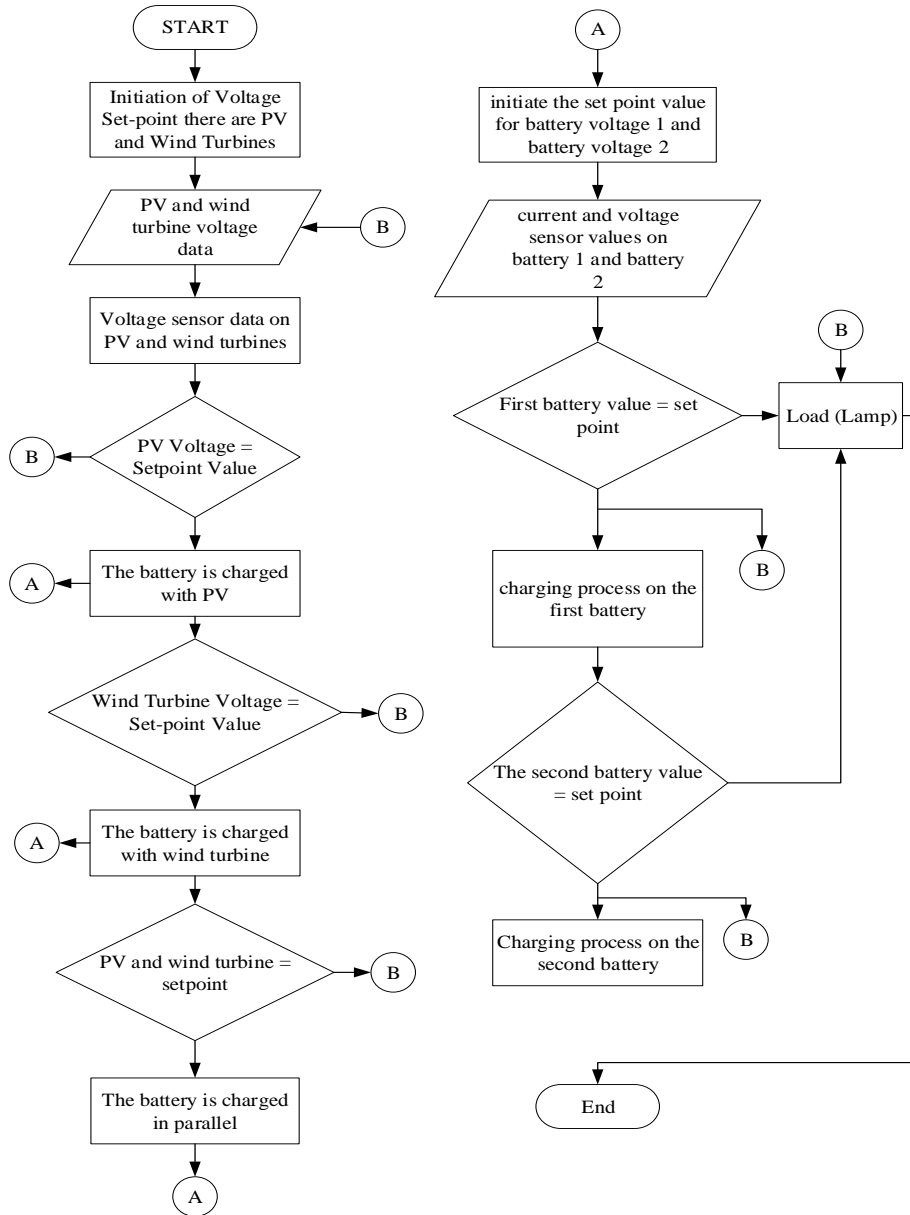 START
Initiation of Voltage
Set-point there are PV
and Wind Turbines
PV and wind
turbine voltage
data
B
Voltage sensor data on
PV and wind turbines
PV Voltage =
Setpoint Value
B
The battery is charged
with PV
A
Wind Turbine Voltage =
Set-point Value
B
The battery is charged
with wind turbine
A
PV and wind turbine =
setpoint
B
The battery is charged
in parallel
A
A
initiate the set point value
for battery voltage 1 and
battery voltage 2
current and voltage
sensor values on
battery 1 and battery
2
First battery value = set
point
B
Load (Lamp)
charging process on the
first battery
B
The second battery value
= set point
Charging process on the
second battery
B
End